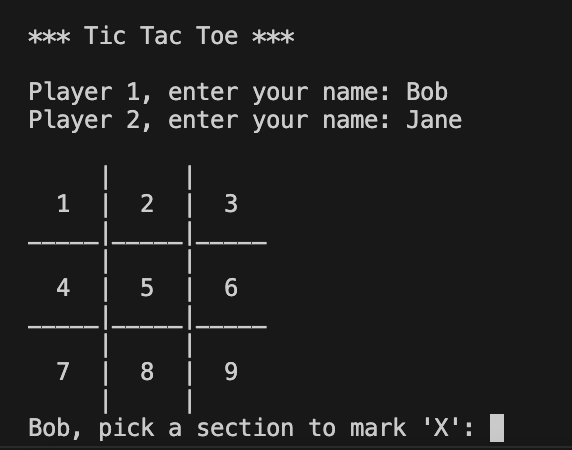 *** Tic Tac Toe ***
Player 1, enter your name: Bob
Player 2, enter your name: Jane
     |     |
  1  |  2  |  3
_____|_____|_____
     |     |
  4  |  5  |  6
_____|_____|_____
     |     |
  7  |  8  |  9
     |     |
Bob, pick a section to mark 'X':